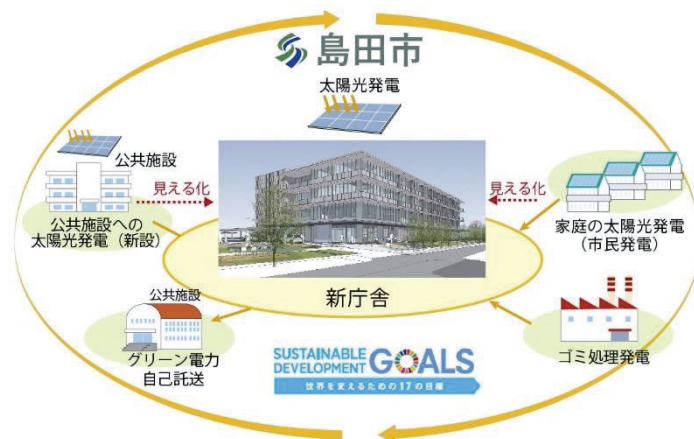 島田市
太陽光発電
公共施設
見える化
見える化
公共施設への
太陽光発電（新設）
家庭の太陽光発電
（市民発電）
新庁舎
公共施設
グリーン電力
自己託送
ゴミ処理発電
SUSTAINABLE
DEVELOPMENT
GOALS
世界を変えるための17の目標